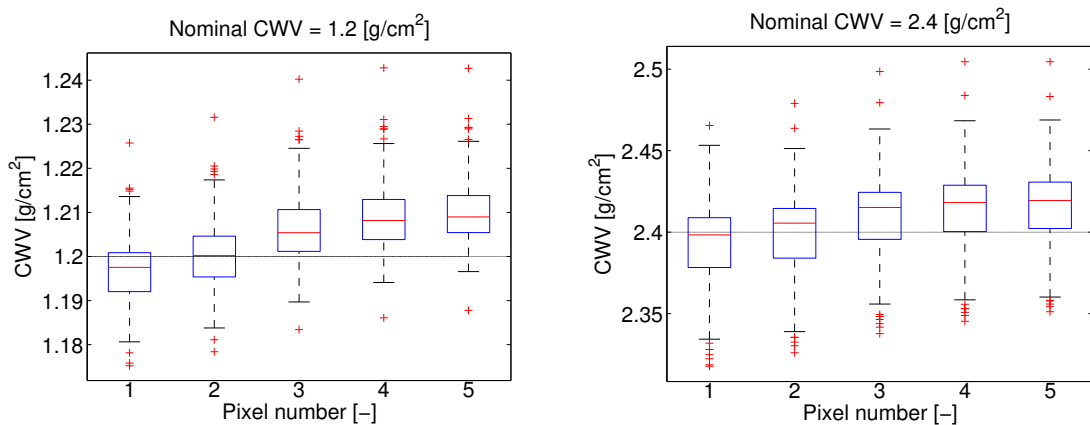 Nominal CWV = 1.2 [g/cm²]
CWV [g/cm²]
1.24
1.23
1.22
1.21
1.2
1.19
1.18
1 2 3 4 5
Pixel number [−]
Nominal CWV = 2.4 [g/cm²]
CWV [g/cm²]
2.5
2.45
2.4
2.35
1 2 3 4 5
Pixel number [−]